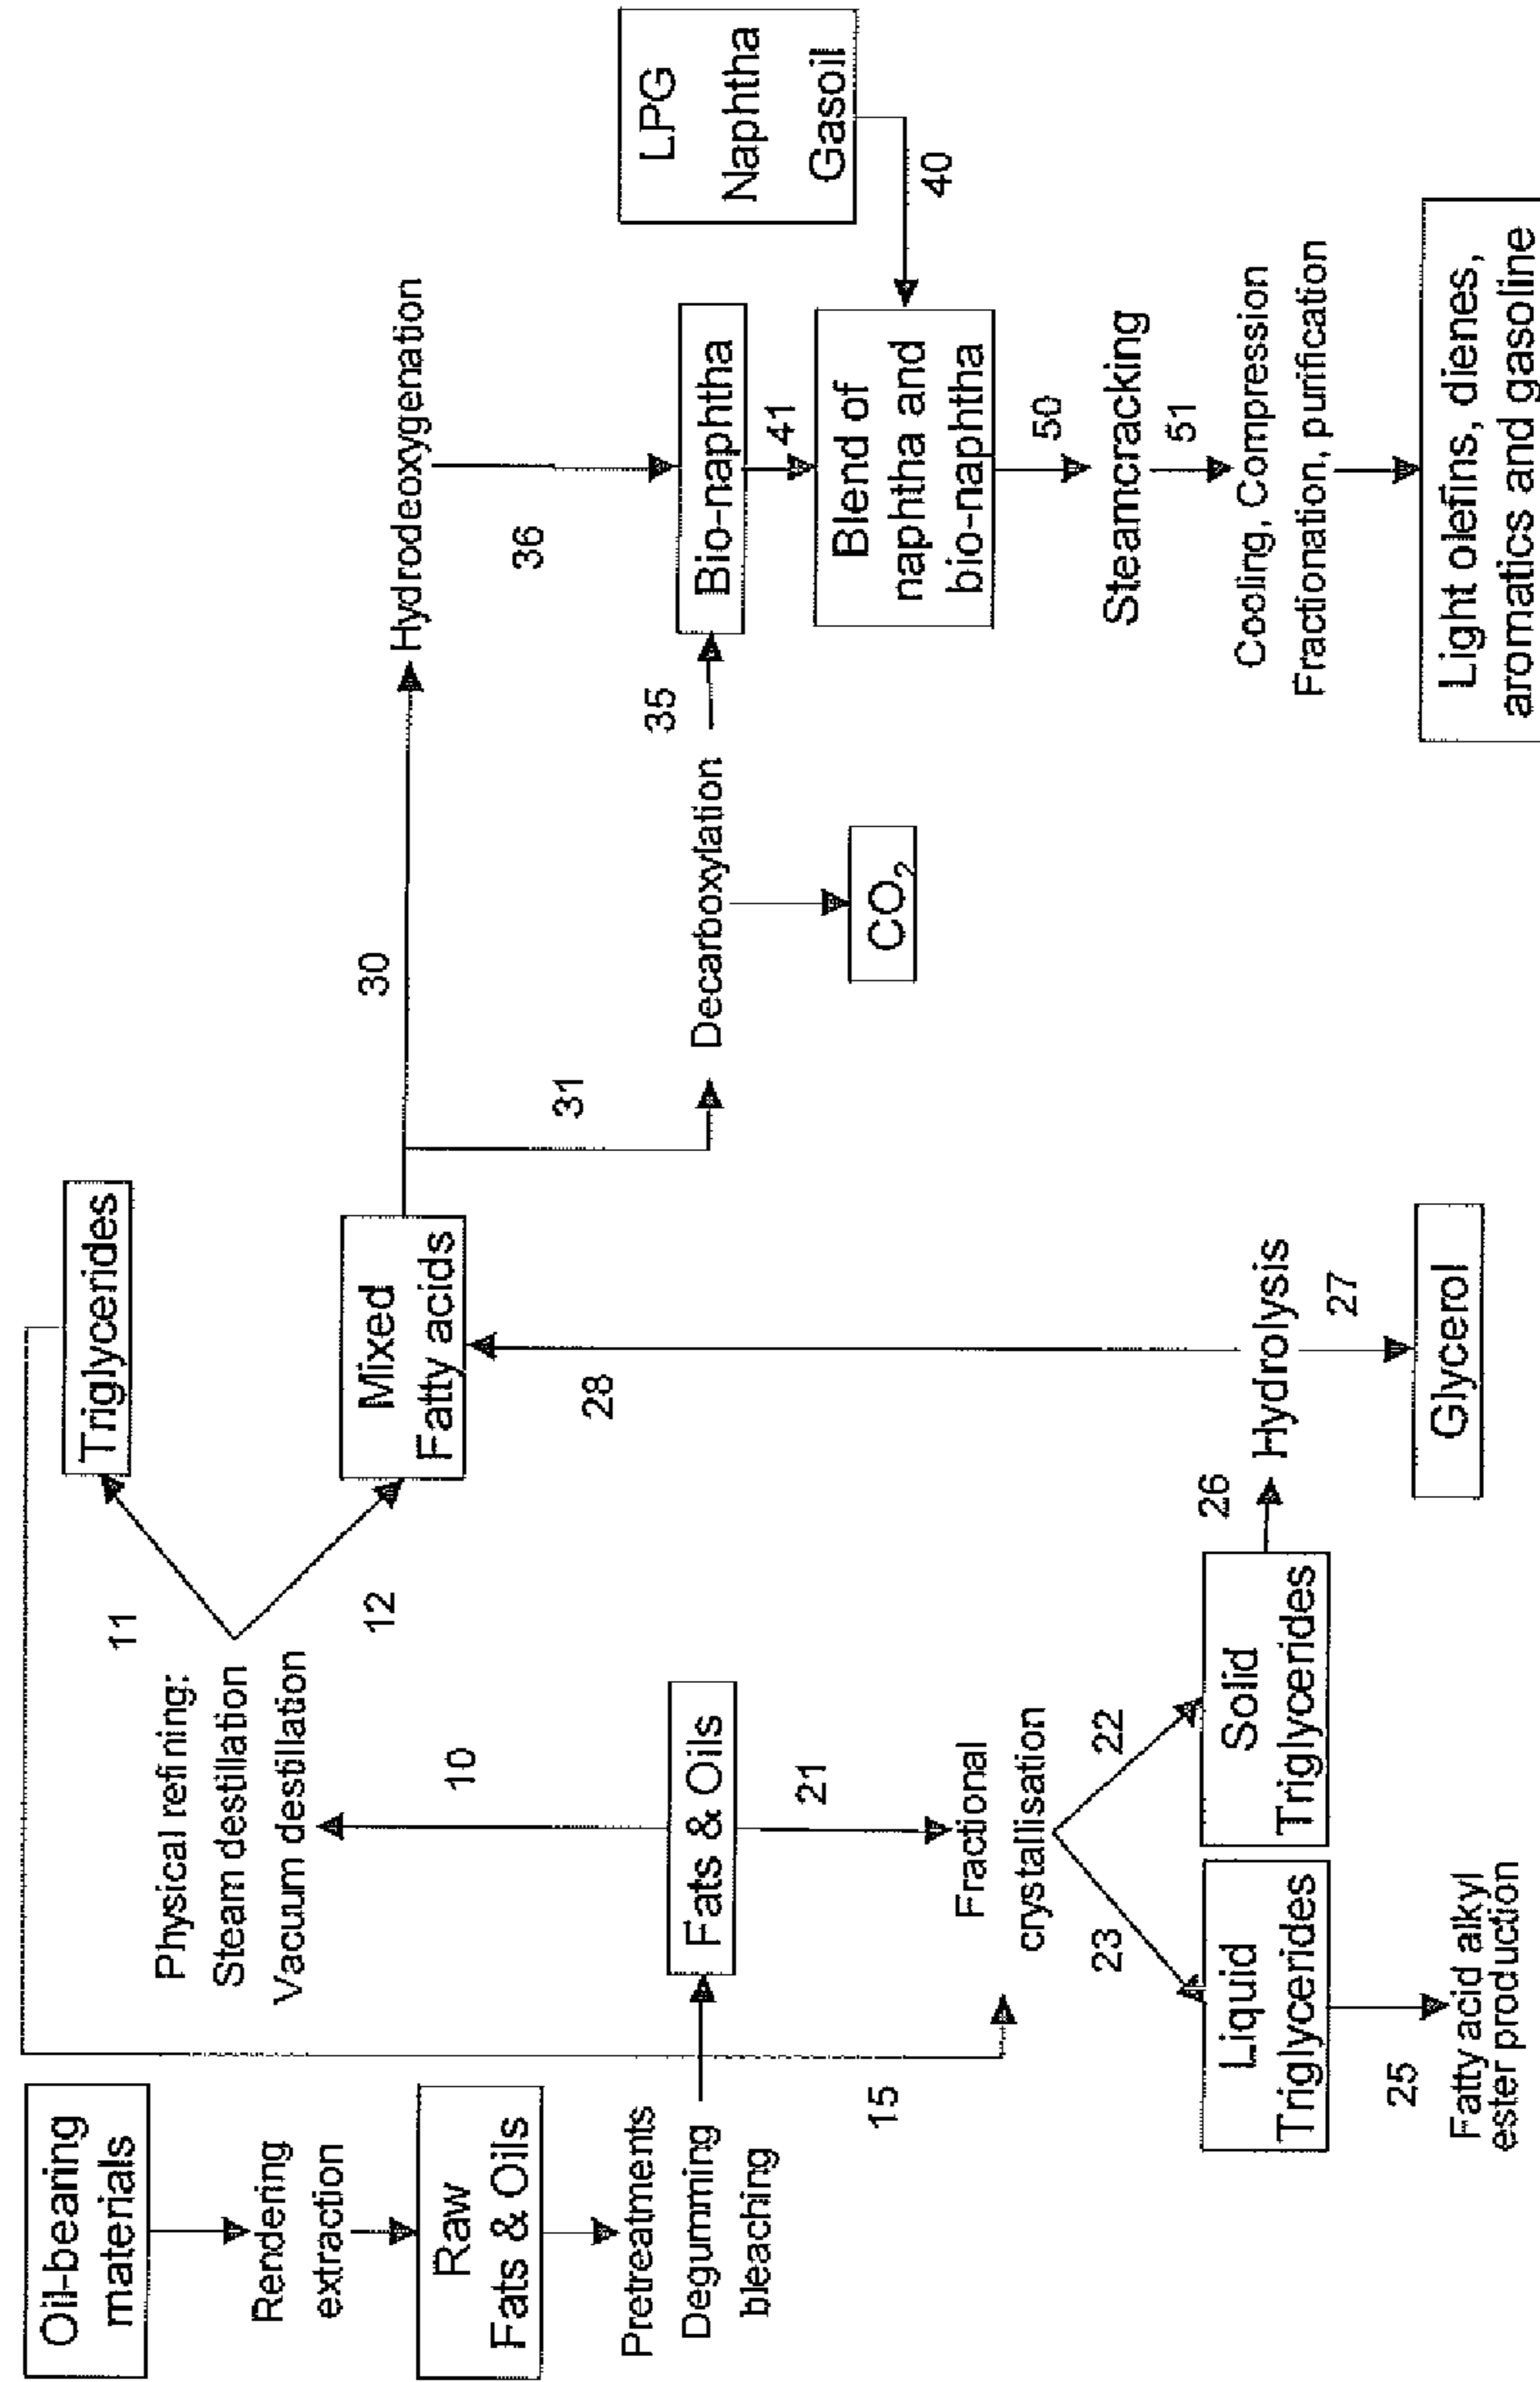 Oil-bearing
materials
Rendering
extraction
Raw
Fats & Oils
Pretreatments
Degumming
bleaching
15
Physical refining:
Steam destillation
Vacuum destillation
11
12
10
Fats & Oils
21
Fractional
crystallisation
23
22
Liquid
Triglycerides
Solid
Triglycerides
25
Fatty acid alkyl
ester production
26
Triglycerides
Mixed
Fatty acids
28
Hydrolysis
27
Glycerol
30
31
Decarboxylation
CO₂
35
Hydrodeoxygenation
36
Bio-naphtha
41
LPG
Naphtha
Gasoil
40
Blend of
naphtha and
bio-naphtha
50
Steamcracking
51
Cooling, Compression
Fractionation, purification
Light olefins, dienes,
aromatics and gasoline